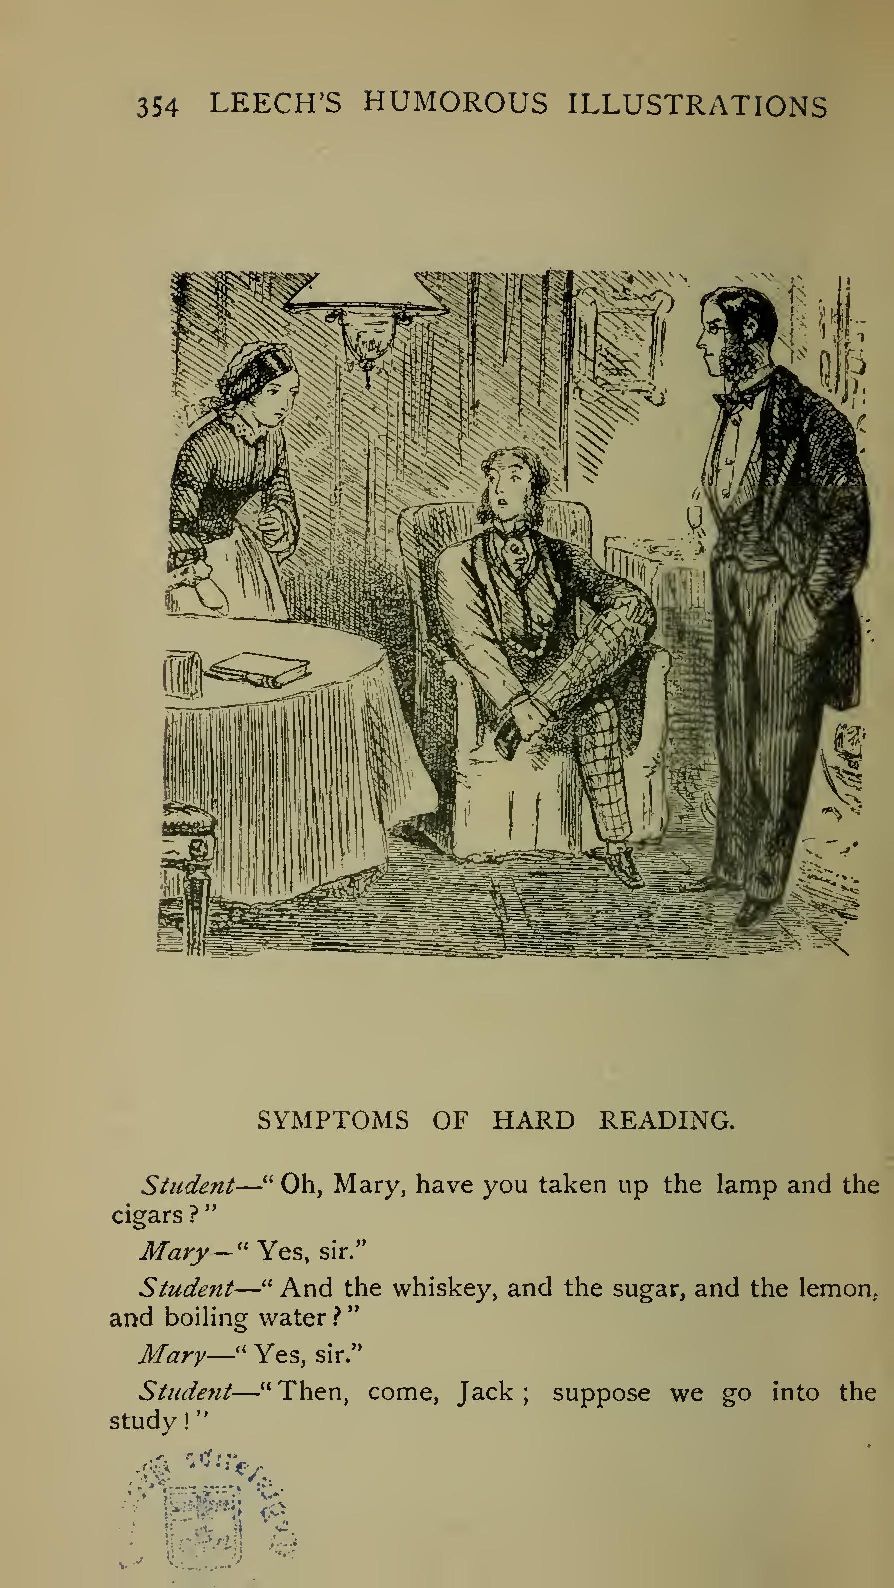 354 LEECH'S HUMOROUS ILLUSTRATIONS
SYMPTOMS OF HARD READING.
Student—“ Oh, Mary, have you taken up the lamp and the
cigars ? ”
Mary—“ Yes, sir.”
Student—“ And the whiskey, and the sugar, and the lemon,
and boiling water ? ”
Mary—“ Yes, sir.”
Student—“ Then, come, Jack ; suppose we go into the
study ! ”